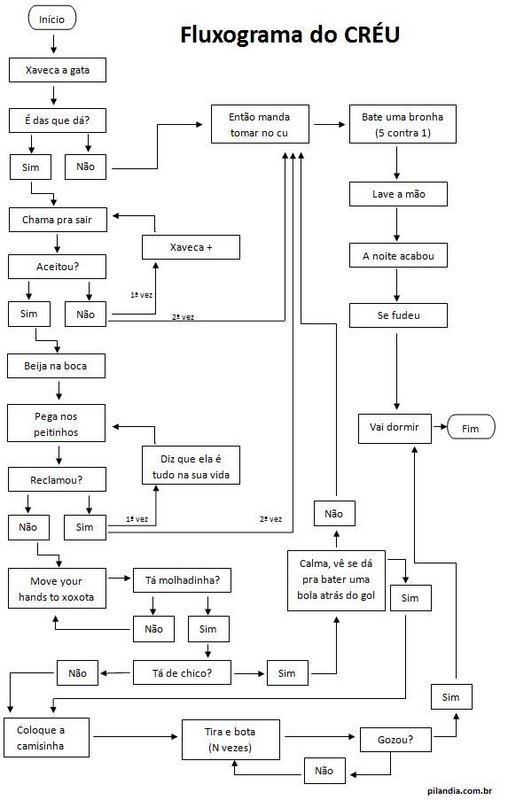 Início
Fluxograma do CRÉU
Xaveca a gata
É das que dá?
Então manda
tomar no cu
Bate uma bronha
(5 contra 1)
Sim
Não
Lave a mão
Chama pra sair
Xaveca +
A noite acabou
Aceitou?
1ª vez
Sim
Não
2ª vez
Se fudeu
Beija na boca
Pega nos
peitinhos
Vai dormir
Fim
Diz que ela é
tudo na sua vida
Reclamou?
Não
Sim
1ª vez
2ª vez
Não
Move your
hands to xoxota
Tá molhadinha?
Calma, vê se dá
pra bater uma
bola atrás do gol
Sim
Não
Sim
Não
Tá de chico?
Sim
Sim
Coloque a
camisinha
Tira e bota
(N vezes)
Gozou?
Não
pilandia.com.br